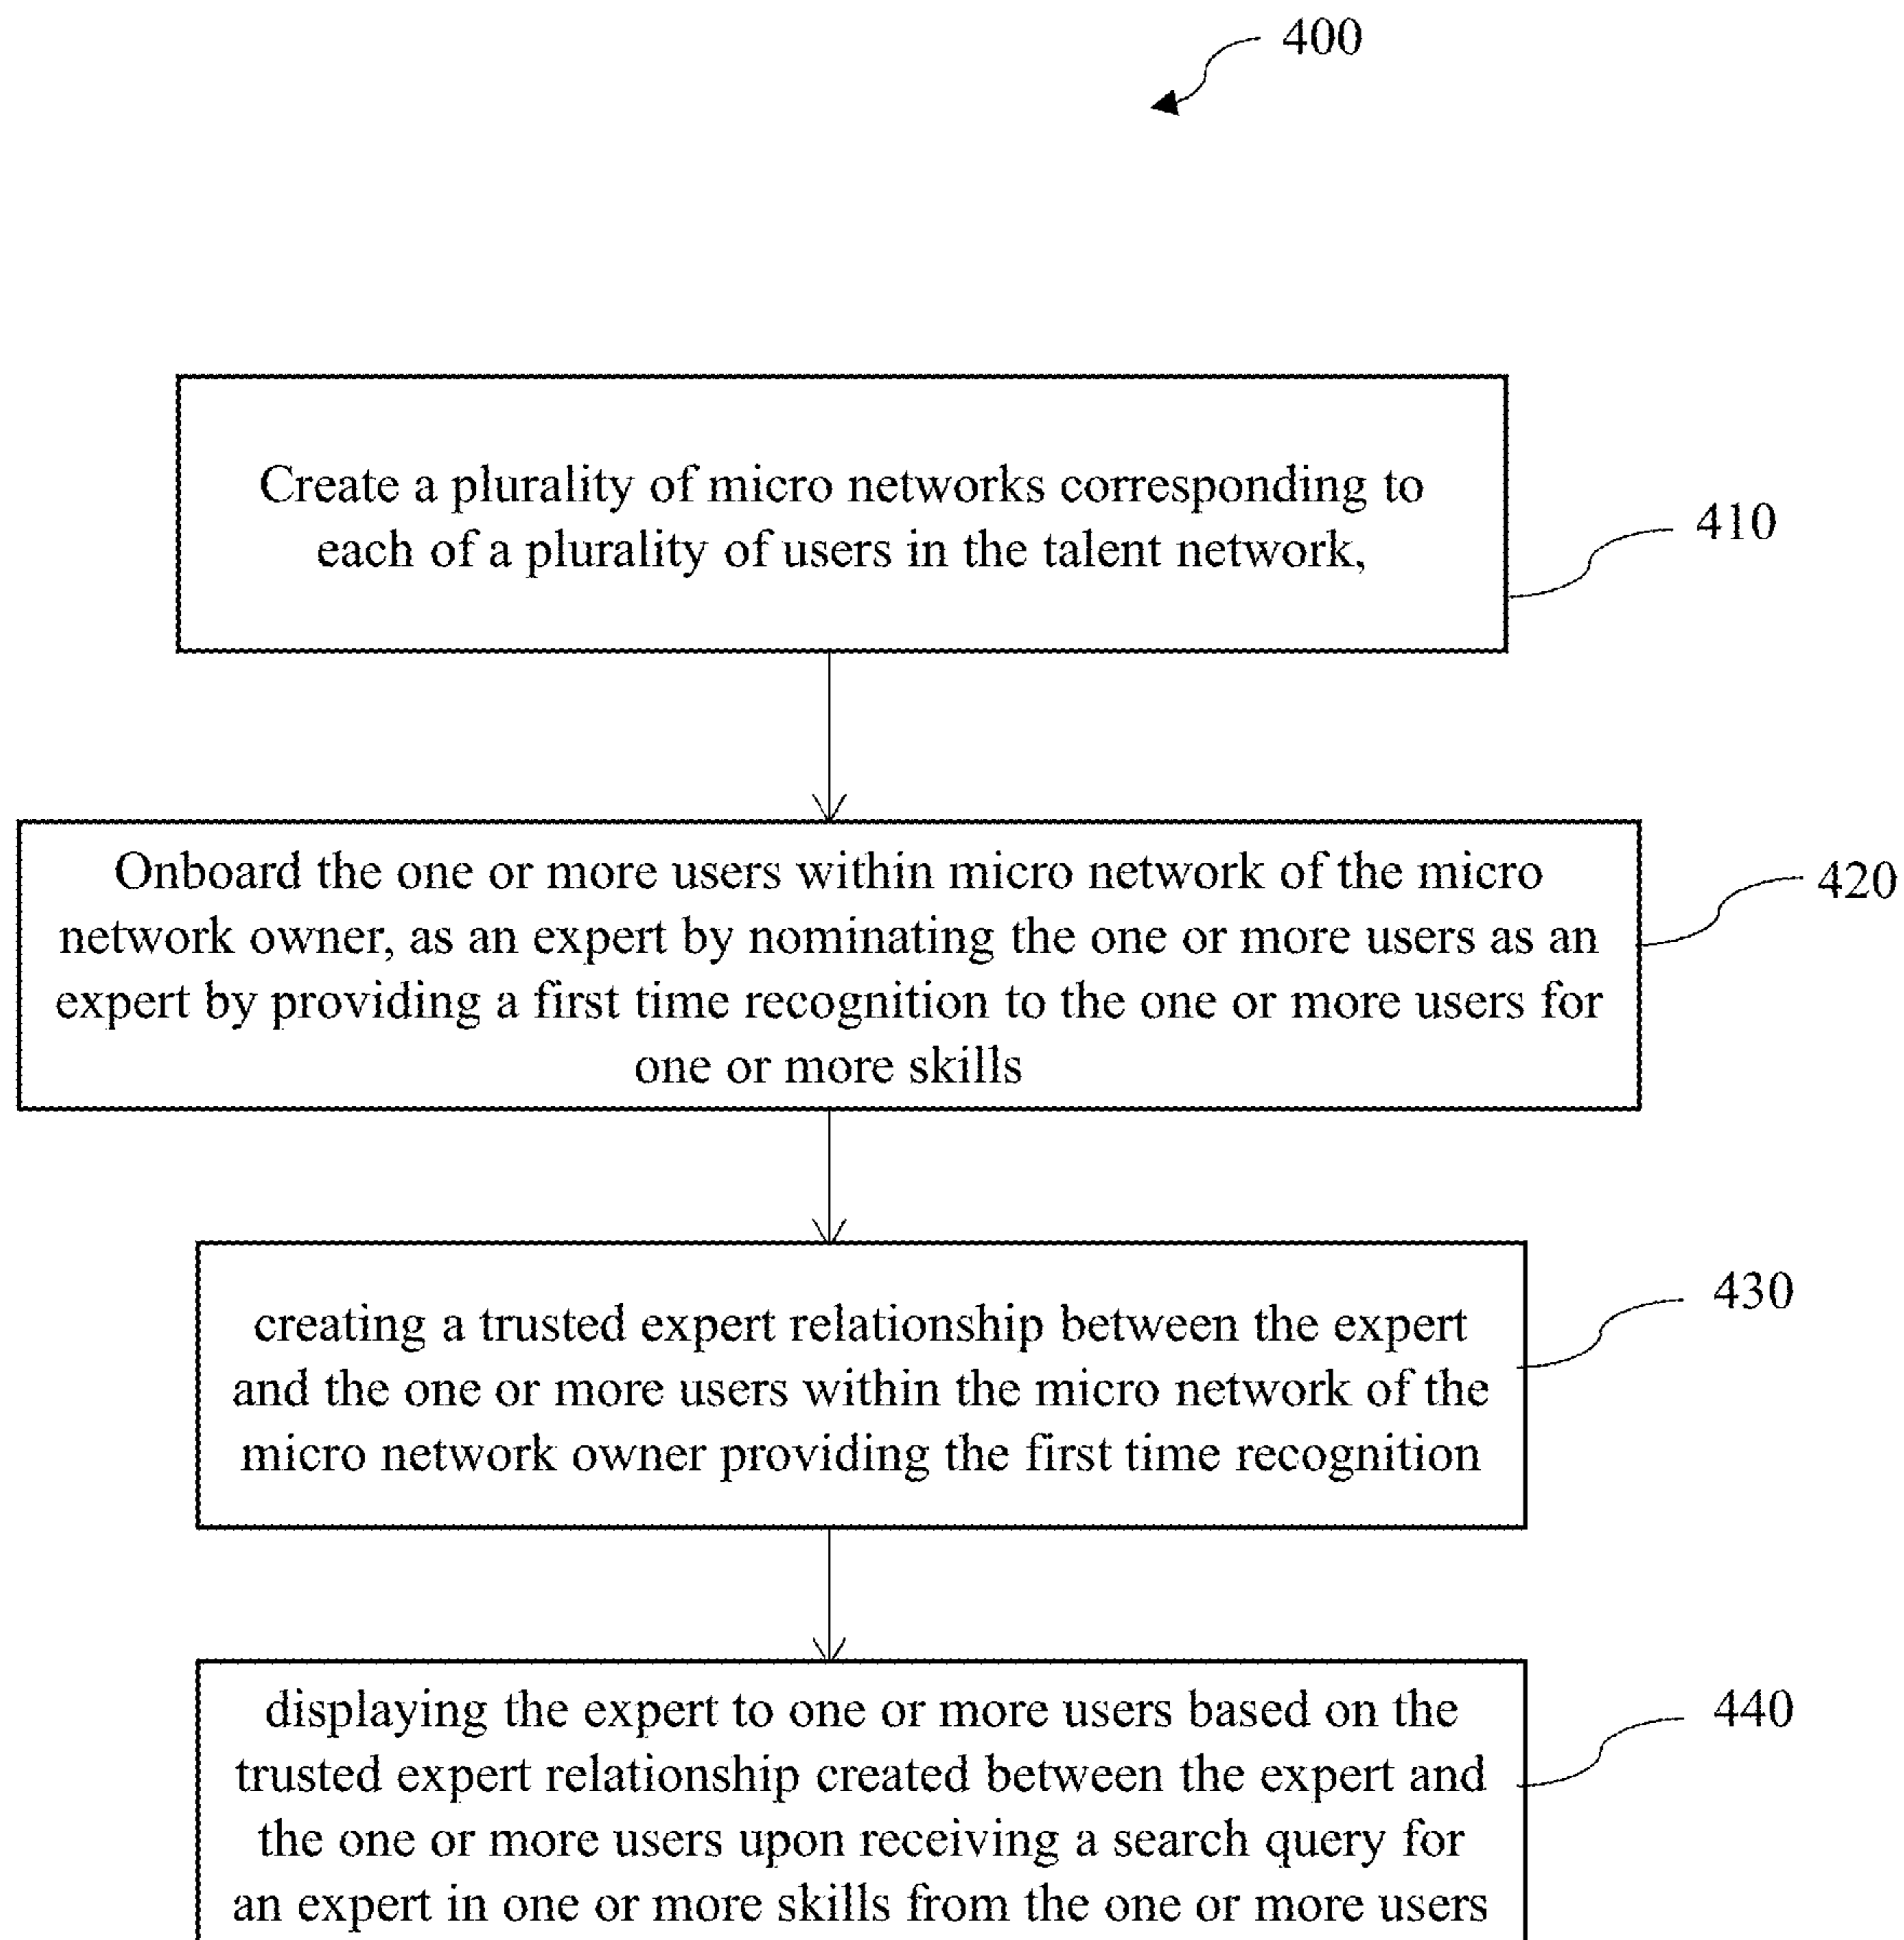 400
Create a plurality of micro networks corresponding to
each of a plurality of users in the talent network,
410
Onboard the one or more users within micro network of the micro
network owner, as an expert by nominating the one or more users as an
expert by providing a first time recognition to the one or more users for
one or more skills
420
creating a trusted expert relationship between the expert
and the one or more users within the micro network of the
micro network owner providing the first time recognition
430
displaying the expert to one or more users based on the
trusted expert relationship created between the expert and
the one or more users upon receiving a search query for
an expert in one or more skills from the one or more users
440